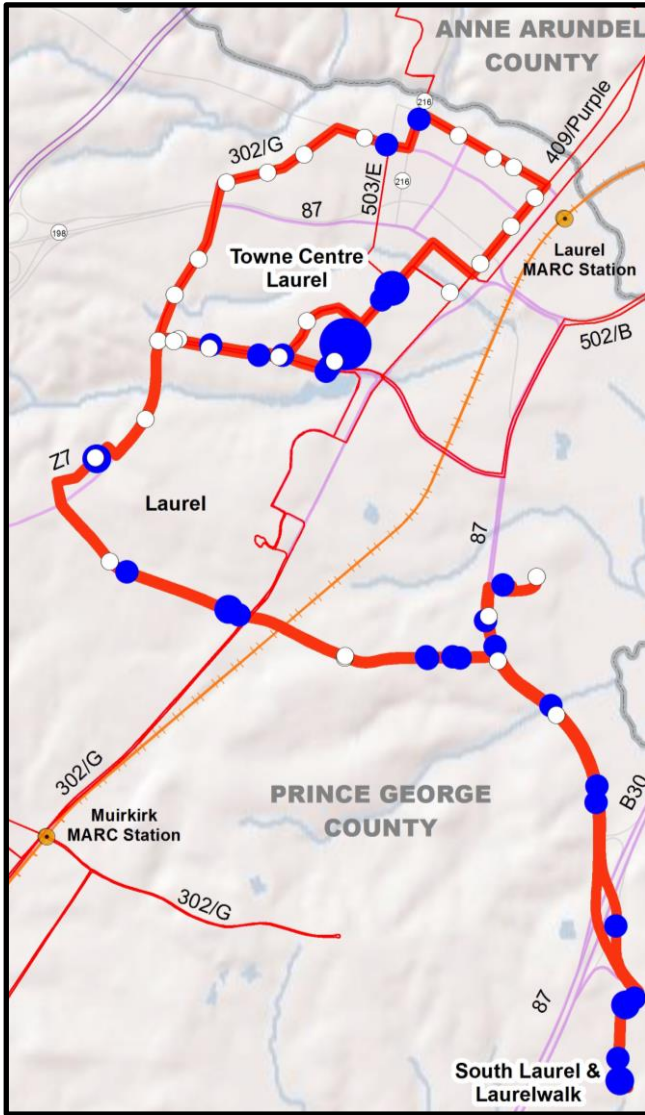 ANNE ARUNDEL
COUNTY
216
409/Purple
302/G
503/E
216
87
198
Towne Centre
Laurel
Laurel
MARC Station
502/B
Z7
Laurel
87
302/G
PRINCE GEORGE
COUNTY
B30
Muirkirk
MARC Station
302/G
87
South Laurel &
Laurelwalk